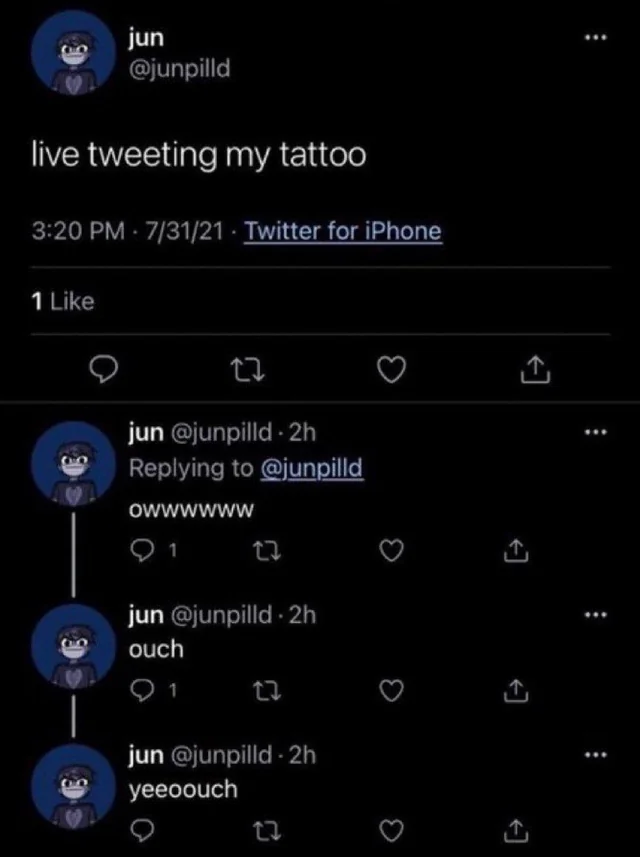 jun
@junpilld
live tweeting my tattoo
3:20 PM · 7/31/21 · Twitter for iPhone
1 Like
jun @junpilld · 2h
Replying to @junpilld
owwwwww
1
jun @junpilld · 2h
ouch
1
jun @junpilld · 2h
yeeoouch